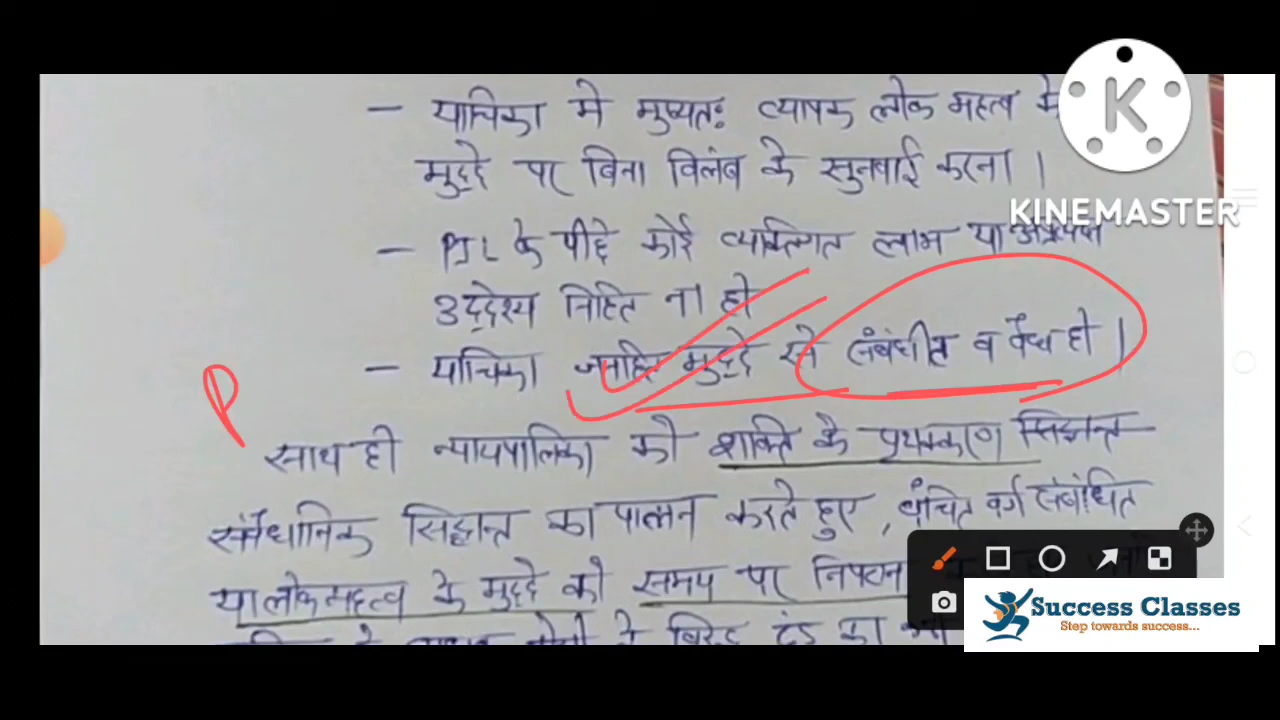 - याचिका मे मुख्यतः व्यापक लोक महत्व के
मुद्दे पर बिना विलंब के सुनवाई करना ।
KINEMASTER
- PIL के पीछे कोई व्यक्तिगत लाभ या
उद्देश्य निहित ना हो
- याचिका जनहित मुद्दे से संबंधीत व वैध हो ।
P
साथ ही न्यायपालिका को शक्ति के पृथक्करण सिद्धान्त
संवैधानिक सिद्धान्त का पालन करते हुए , वंचित वर्ग संबंधित
या लोकमहत्व के मुद्दे को समय पर निपटाना
के विरुद्ध दंड का
Success Classes
Step towards success...